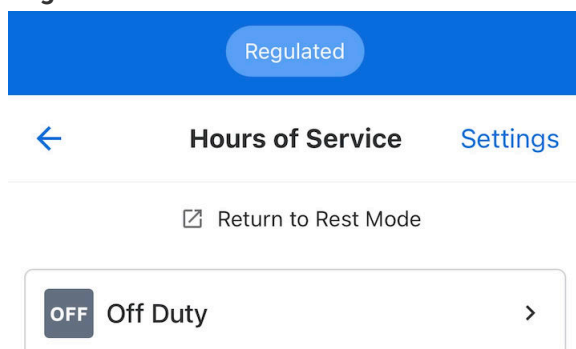 Regulated
Hours of Service Settings
Return to Rest Mode
OFF Off Duty